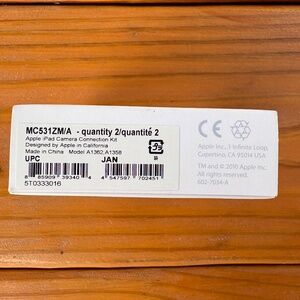 MC531ZM/A - quantity 2/quantité 2
Apple iPad Camera Connection Kit
Designed by Apple in California
Made in China Model A1362 A1358
UPC JAN
8 85909 39340 4
4 547597 702451
5T0333016
CE
Apple Inc., 1 Infinite Loop,
Cupertino, CA 95014 USA
TM and © 2010 Apple Inc.
All rights reserved.
602-7034-A